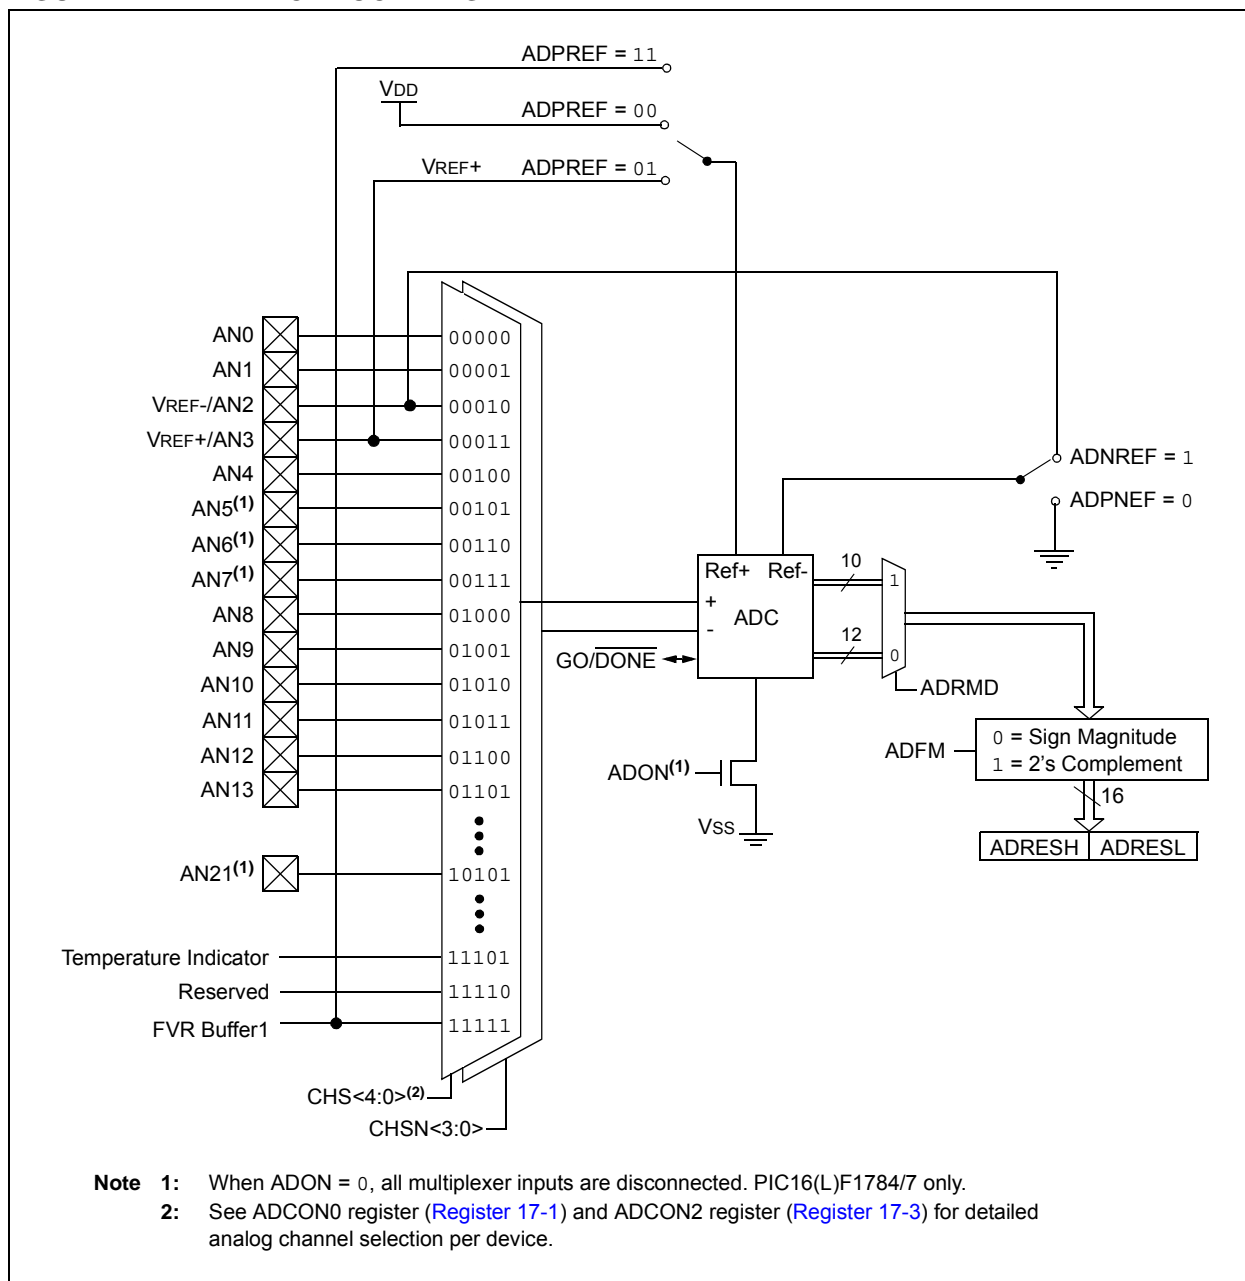 ADPREF = 11
VDD
ADPREF = 00
VREF+ ADPREF = 01
AN0 00000
AN1 00001
VREF-/AN2 00010
VREF+/AN3 00011
ADNREF = 1
AN4 00100
AN5(1) 00101
ADPNEF = 0
AN6(1) 00110
AN7(1) 00111
Ref+ Ref- 10 1
AN8 01000
+ ADC
-
12
AN9 01001
GO/DONE 0
AN10 01010
ADRMD
AN11 01011
AN12 01100
ADFM 0 = Sign Magnitude
1 = 2's Complement
AN13 01101
ADON(1)
16
VSS
ADRESH ADRESL
AN21(1) 10101
Temperature Indicator 11101
Reserved 11110
FVR Buffer1 11111
CHS<4:0>(2)
CHSN<3:0>
Note 1: When ADON = 0, all multiplexer inputs are disconnected. PIC16(L)F1784/7 only.
2: See ADCON0 register (Register 17-1) and ADCON2 register (Register 17-3) for detailed
analog channel selection per device.